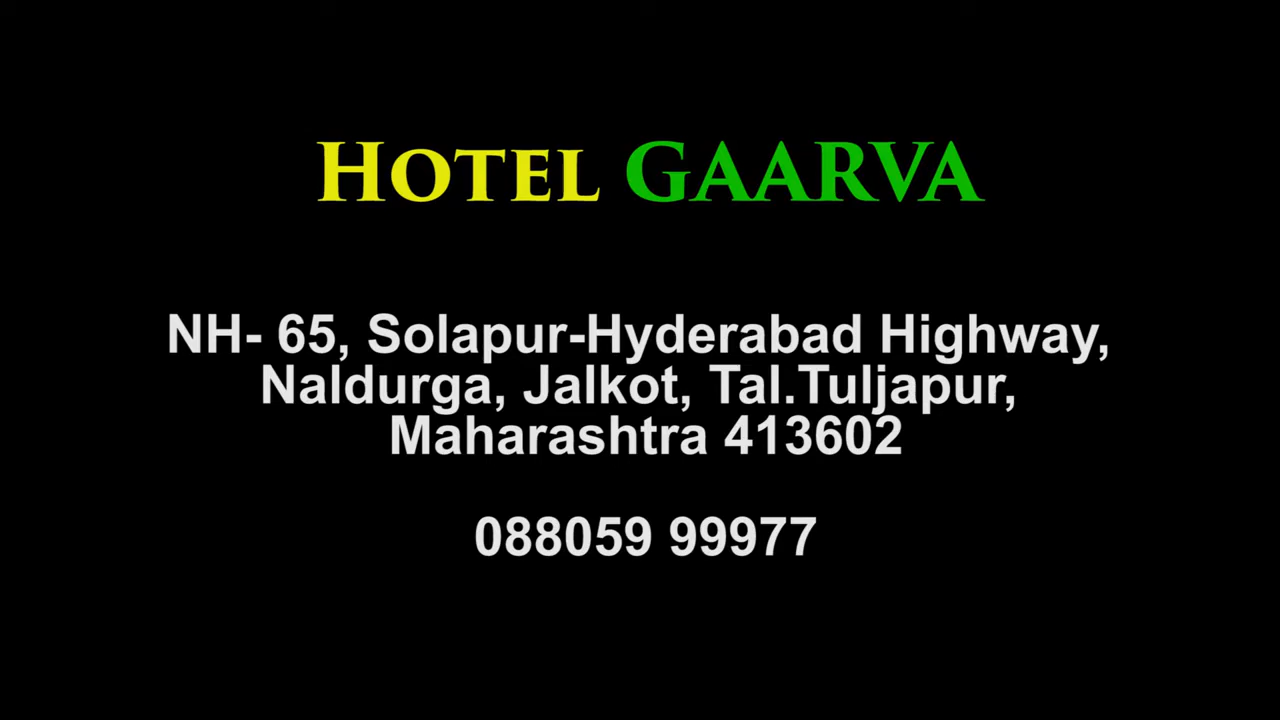 HOTEL GAARVA
NH- 65, Solapur-Hyderabad Highway,
Naldurga, Jalkot, Tal.Tuljapur,
Maharashtra 413602
088059 99977